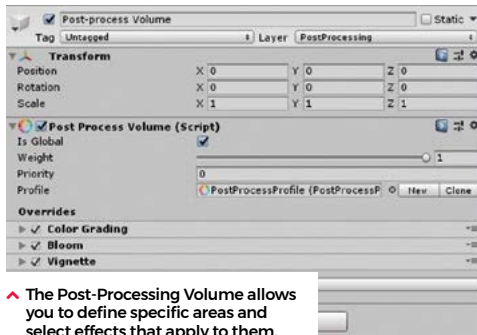 Post-process Volume Static
Tag Untagged Layer PostProcessing
Transform
Position X 0 Y 0 Z 0
Rotation X 0 Y 0 Z 0
Scale X 1 Y 1 Z 1
Post Process Volume (Script)
Is Global
Weight 1
Priority 0
Profile PostProcessProfile (PostProcessP New Clone
Overrides
Color Grading
Bloom
Vignette
The Post-Processing Volume allows
you to define specific areas and
select effects that apply to them